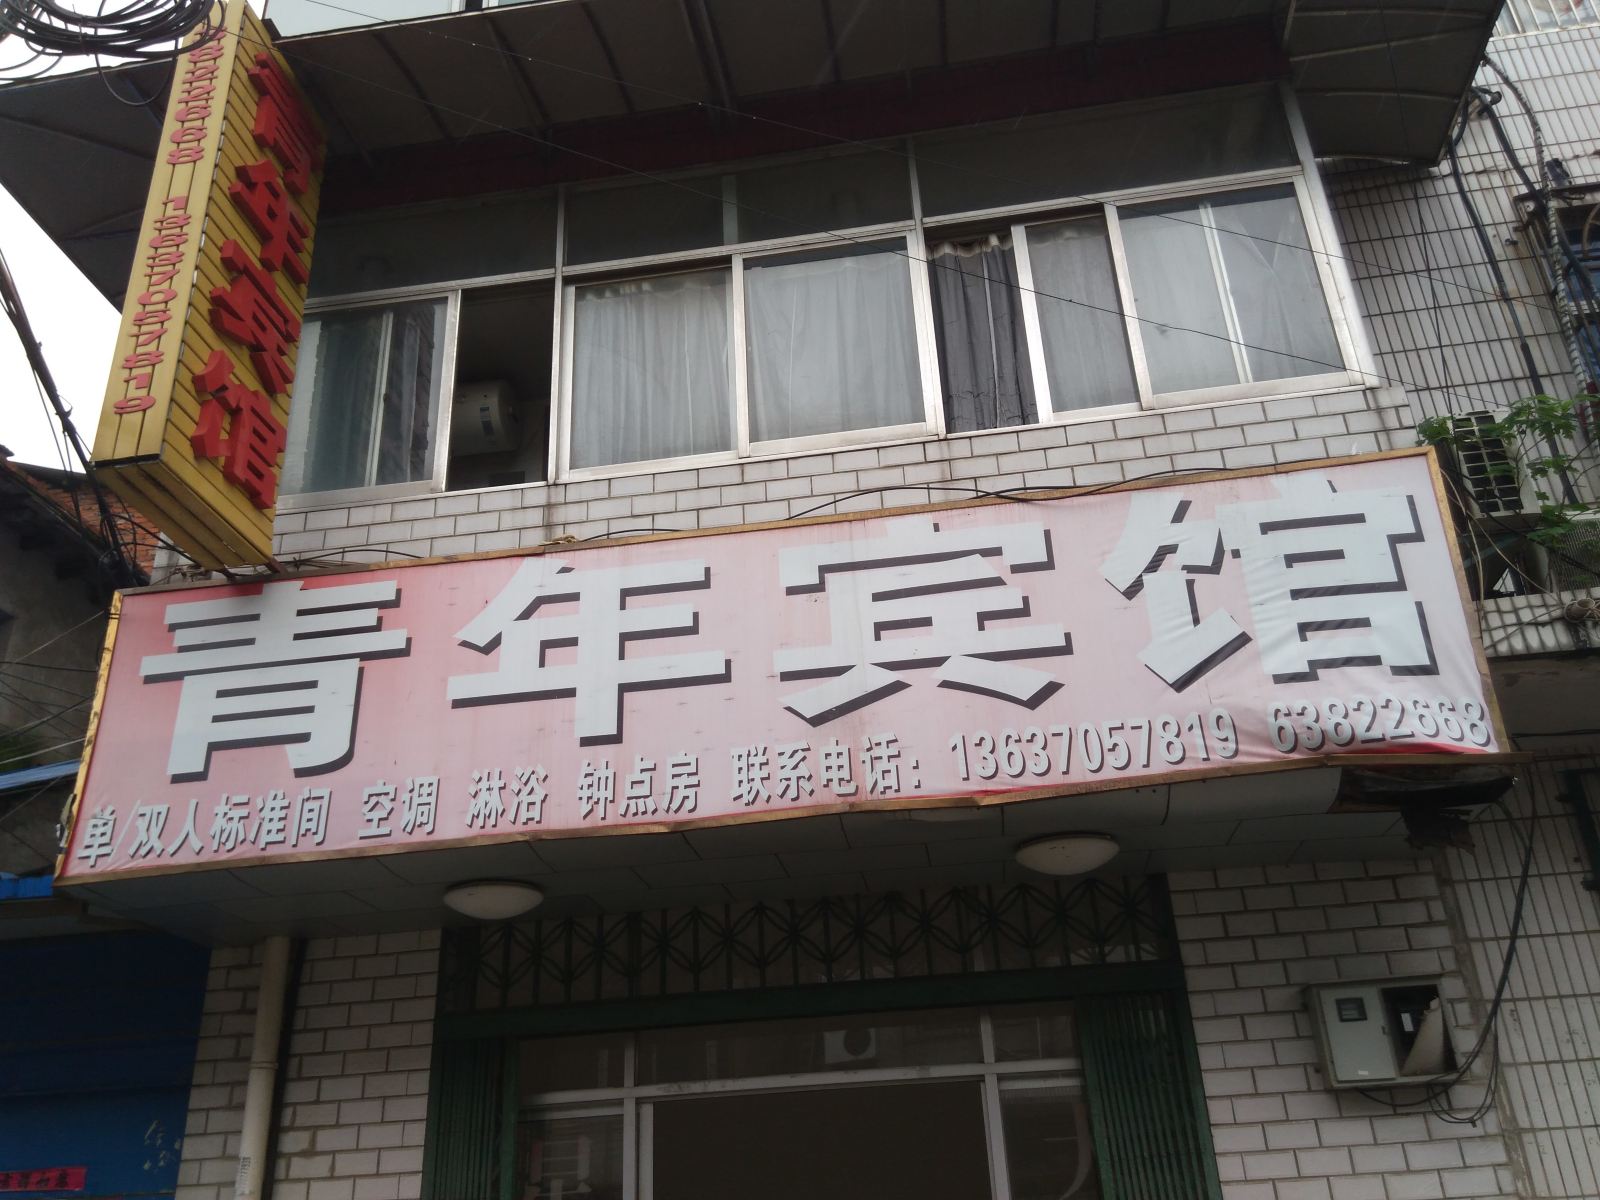 青年宾馆
63822668 13637057819
青年宾馆
单/双人标准间 空调 淋浴 钟点房 联系电话：13637057819 63822668